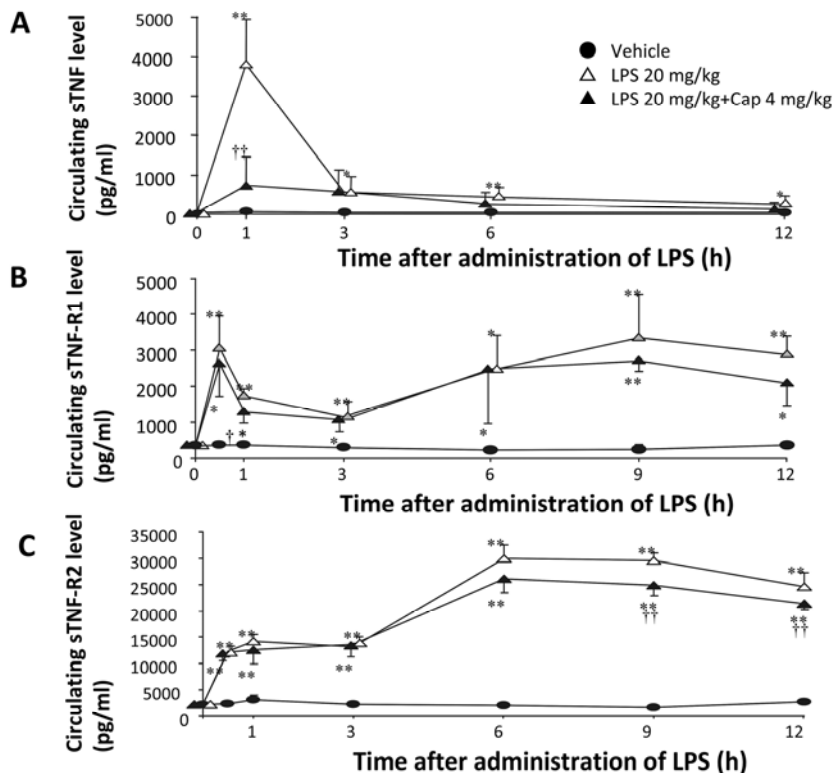 A
Circulating sTNF level
(pg/ml)
5000
4000
3000
2000
1000
0
**
††
*
**
*
Vehicle
LPS 20 mg/kg
LPS 20 mg/kg+Cap 4 mg/kg
0 1 3 6 12
Time after administration of LPS (h)
B
Circulating sTNF-R1 level
(pg/ml)
5000
4000
3000
2000
1000
0
** ** ** * ** **
* † * * * ** *
0 1 3 6 9 12
Time after administration of LPS (h)
C
Circulating sTNF-R2 level
(pg/ml)
35000
30000
25000
20000
15000
10000
5000
0
** ** ** ** ** **
** ** ** ** ** **
†† ††
1 3 6 9 12
Time after administration of LPS (h)